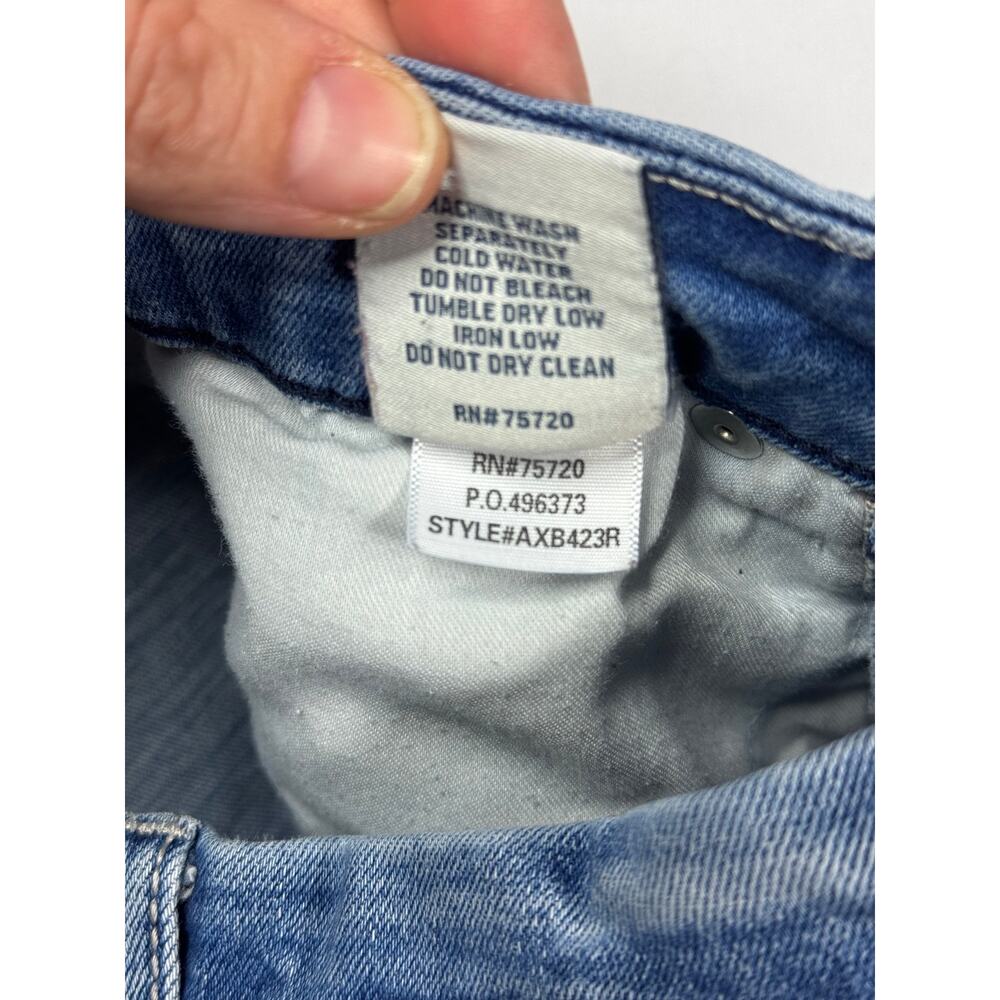 MACHINE WASH
SEPARATELY
COLD WATER
DO NOT BLEACH
TUMBLE DRY LOW
IRON LOW
DO NOT DRY CLEAN
RN#75720
RN#75720
P.O.496373
STYLE#AXB423R